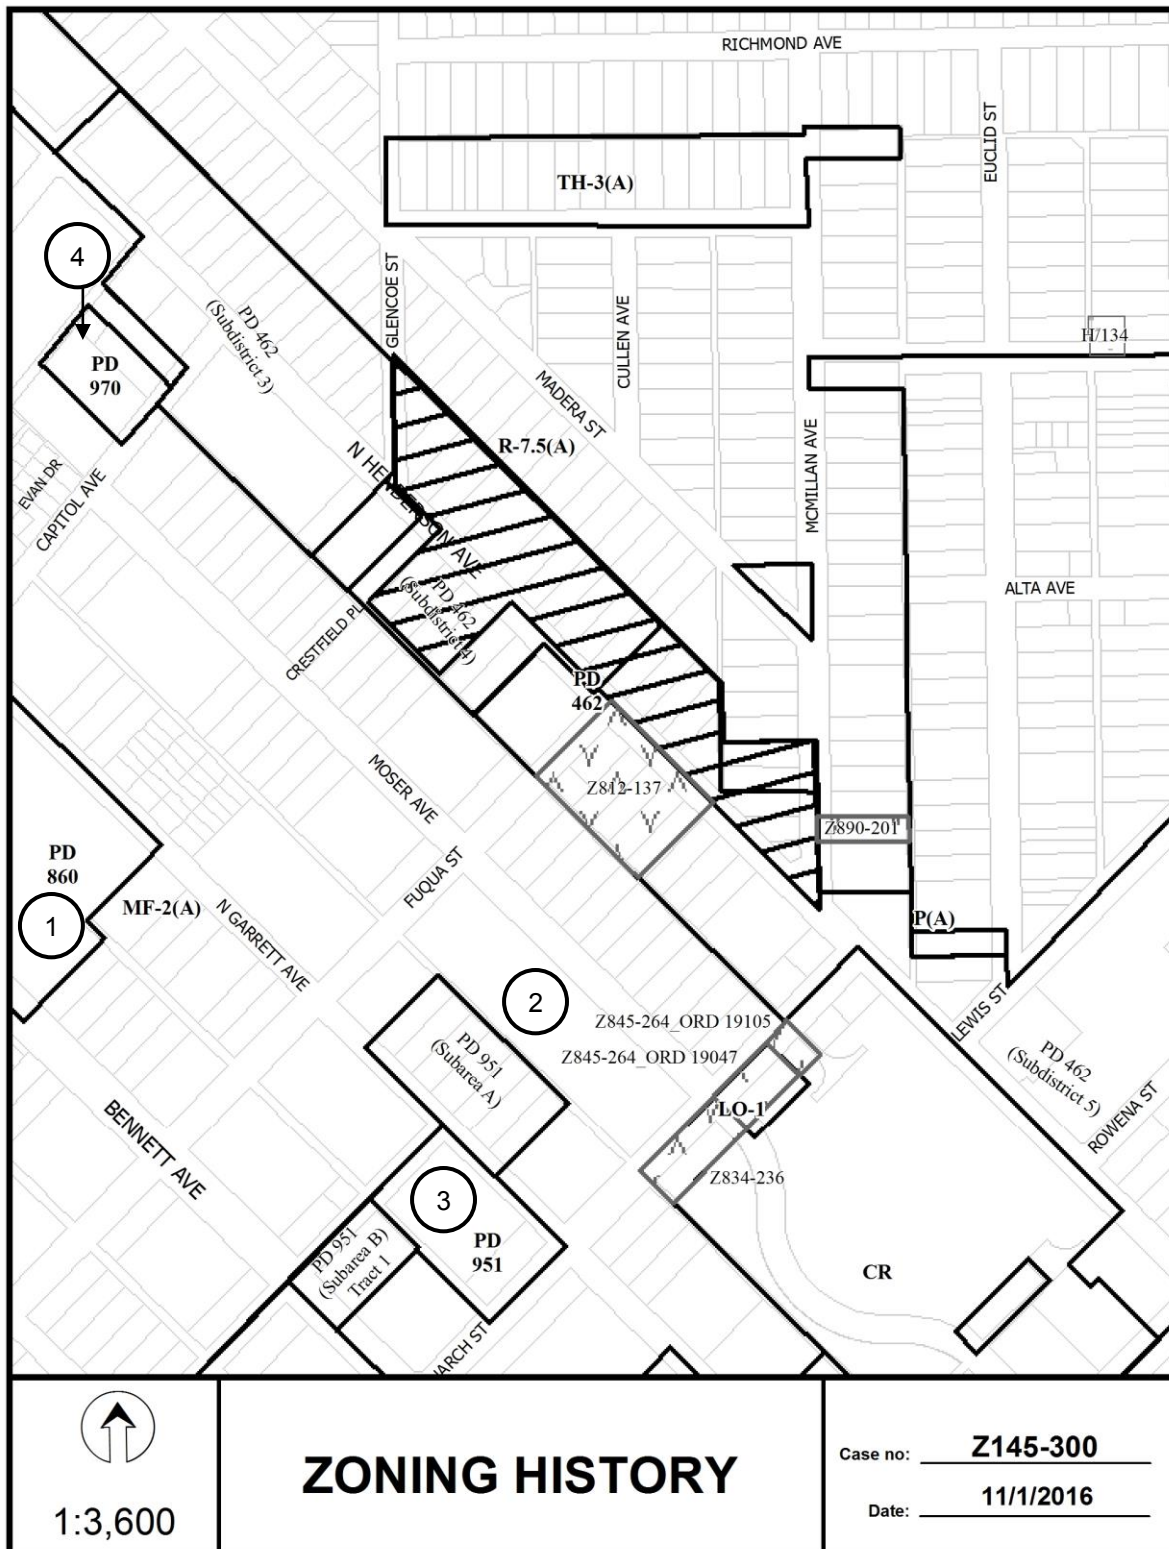 RICHMOND AVE
EUCLID ST
TH-3(A)
4
GLENCOE ST
PD 462
(Subdistrict 3)
CULLEN AVE
H/134
PD
970
MADERA ST
MCMILLAN AVE
R-7.5(A)
N HENDERSON AVE
EVAN DR
CAPITOL AVE
PD 462
(Subdistrict 4)
ALTA AVE
CRESTFIELD PL
PD
462
MOSER AVE
Z812-137
Z890-201
PD
860
1
MF-2(A)
FUQUA ST
N GARRETT AVE
P(A)
2
LEWIS ST
Z845-264_ORD 19105
Z845-264_ORD 19047
PD 951
(Subarea A)
PD 462
(Subdistrict 5)
LO-1
ROWENA ST
BENNETT AVE
3
Z834-236
PD
951
PD 951
(Subarea B)
Tract 1
CR
ARCH ST
1:3,600
ZONING HISTORY
Case no: Z145-300
Date: 11/1/2016